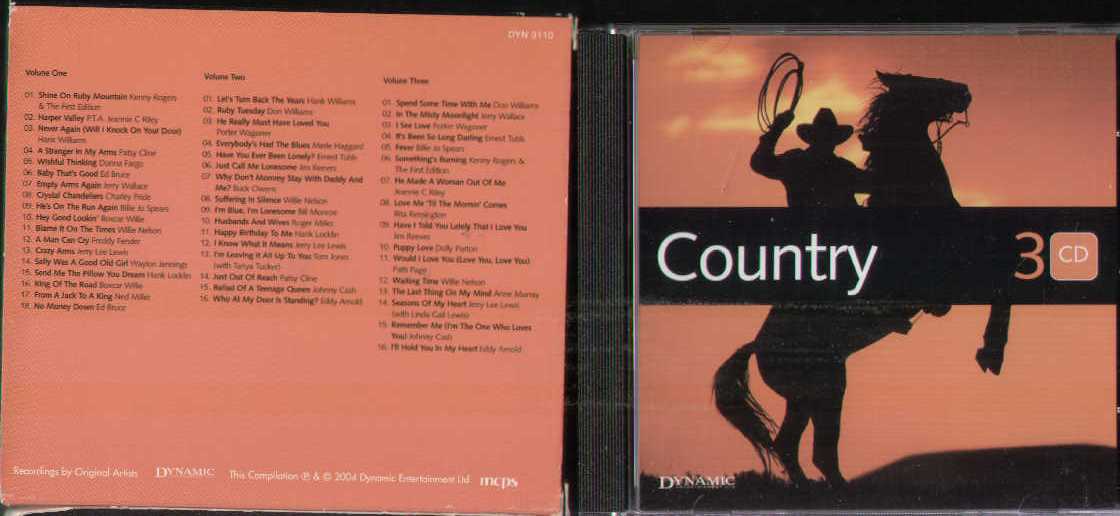 DYN 3110
Volume One
01. Shine On Ruby Mountain Kenny Rogers
& The First Edition
02. Harper Valley P.T.A. Jeannie C Riley
03. Never Again (Will I Knock On Your Door)
Hank Williams
04. A Stranger In My Arms Patsy Cline
05. Wishful Thinking Donna Fargo
06. Baby That's Good Ed Bruce
07. Empty Arms Again Jerry Wallace
08. Crystal Chandeliers Charley Pride
09. He's On The Run Again Billie Jo Spears
10. Hey Good Lookin' Boxcar Willie
11. Blame It On The Times Willie Nelson
12. A Man Can Cry Freddy Fender
13. Crazy Arms Jerry Lee Lewis
14. Sally Was A Good Old Girl Waylon Jennings
15. Send Me The Pillow You Dream Hank Locklin
16. King Of The Road Boxcar Willie
17. From A Jack To A King Ned Miller
18. No Money Down Ed Bruce
Volume Two
01. Let's Turn Back The Years Hank Williams
02. Ruby Tuesday Don Williams
03. He Really Must Have Loved You
Porter Wagoner
04. Everybody's Had The Blues Merle Haggard
05. Have You Ever Been Lonely? Ernest Tubb
06. Just Call Me Lonesome Jim Reeves
07. Why Don't Mommy Stay With Daddy And
Me? Buck Owens
08. Suffering In Silence Willie Nelson
09. I'm Blue, I'm Lonesome Bill Monroe
10. Husbands And Wives Roger Miller
11. Happy Birthday To Me Hank Locklin
12. I Know What It Means Jerry Lee Lewis
13. I'm Leaving It All Up To You Tom Jones
(with Tanya Tucker)
14. Just Out Of Reach Patsy Cline
15. Ballad Of A Teenage Queen Johnny Cash
16. Who At My Door Is Standing? Eddy Arnold
Volume Three
01. Spend Some Time With Me Don Williams
02. In The Misty Moonlight Jerry Wallace
03. I See Love Porter Wagoner
04. It's Been So Long Darling Ernest Tubb
05. Fever Billie Jo Spears
06. Something's Burning Kenny Rogers &
The First Edition
07. He Made A Woman Out Of Me
Jeannie C Riley
08. Love Me 'Til The Mornin' Comes
Rita Remington
09. Have I Told You Lately That I Love You
Jim Reeves
10. Puppy Love Dolly Parton
11. Would I Love You (Love You, Love You)
Patti Page
12. Waiting Time Willie Nelson
13. The Last Thing On My Mind Anne Murray
14. Seasons Of My Heart Jerry Lee Lewis
(with Linda Gail Lewis)
15. Remember Me (I'm The One Who Loves
You) Johnny Cash
16. I'll Hold You In My Heart Eddy Arnold
Recordings by Original Artists DYNAMIC This Compilation ℗ & © 2004 Dynamic Entertainment Ltd mcps
Country 3 CD
DYNAMIC